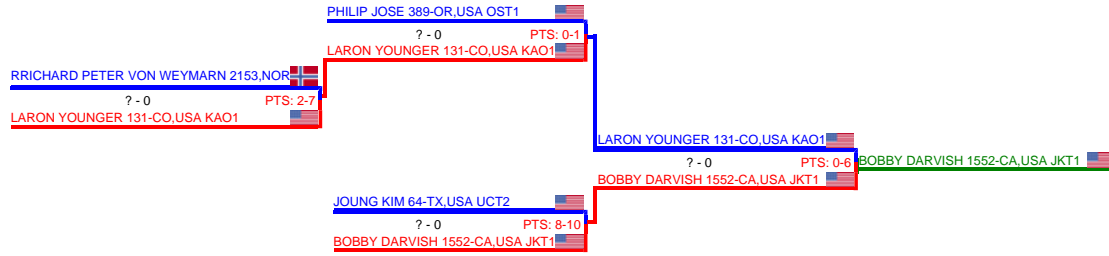 PHILIP JOSE 389-OR,USA OST1
? - 0 PTS: 0-1
LARON YOUNGER 131-CO,USA KAO1
RRICHARD PETER VON WEYMARN 2153,NOR
? - 0 PTS: 2-7
LARON YOUNGER 131-CO,USA KAO1
LARON YOUNGER 131-CO,USA KAO1
? - 0 PTS: 0-6
BOBBY DARVISH 1552-CA,USA JKT1
BOBBY DARVISH 1552-CA,USA JKT1
JOUNG KIM 64-TX,USA UCT2
? - 0 PTS: 8-10
BOBBY DARVISH 1552-CA,USA JKT1